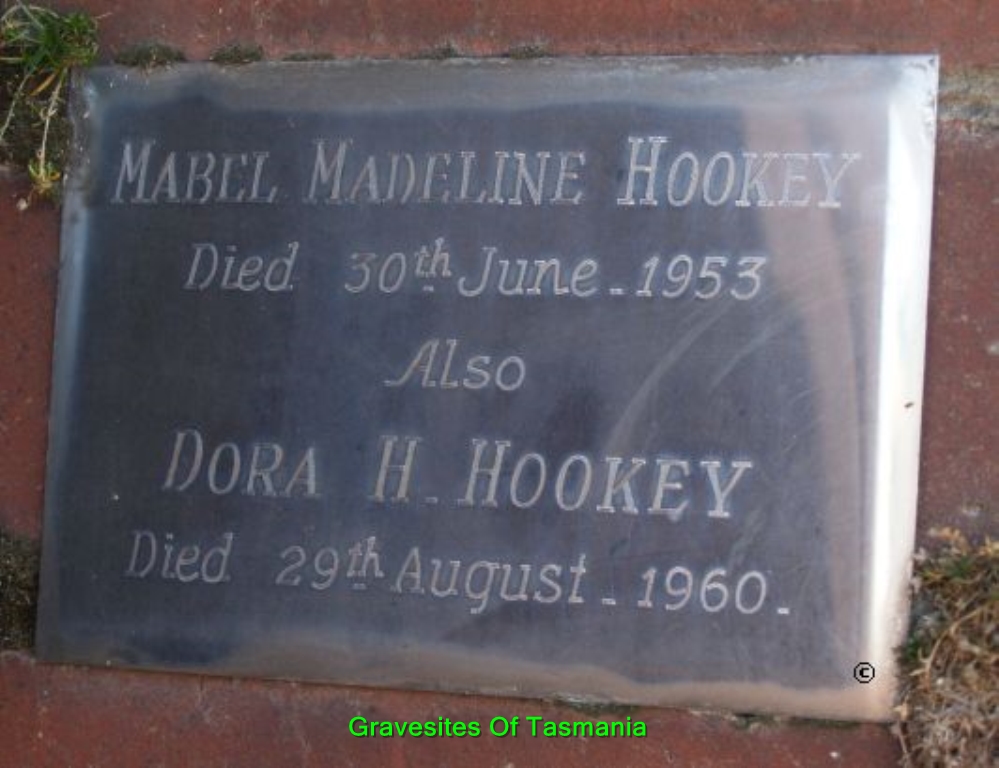 MABEL MADELINE HOOKEY
Died 30th June 1953
Also
DORA H. HOOKEY
Died 29th August. 1960.
©
Gravesites Of Tasmania